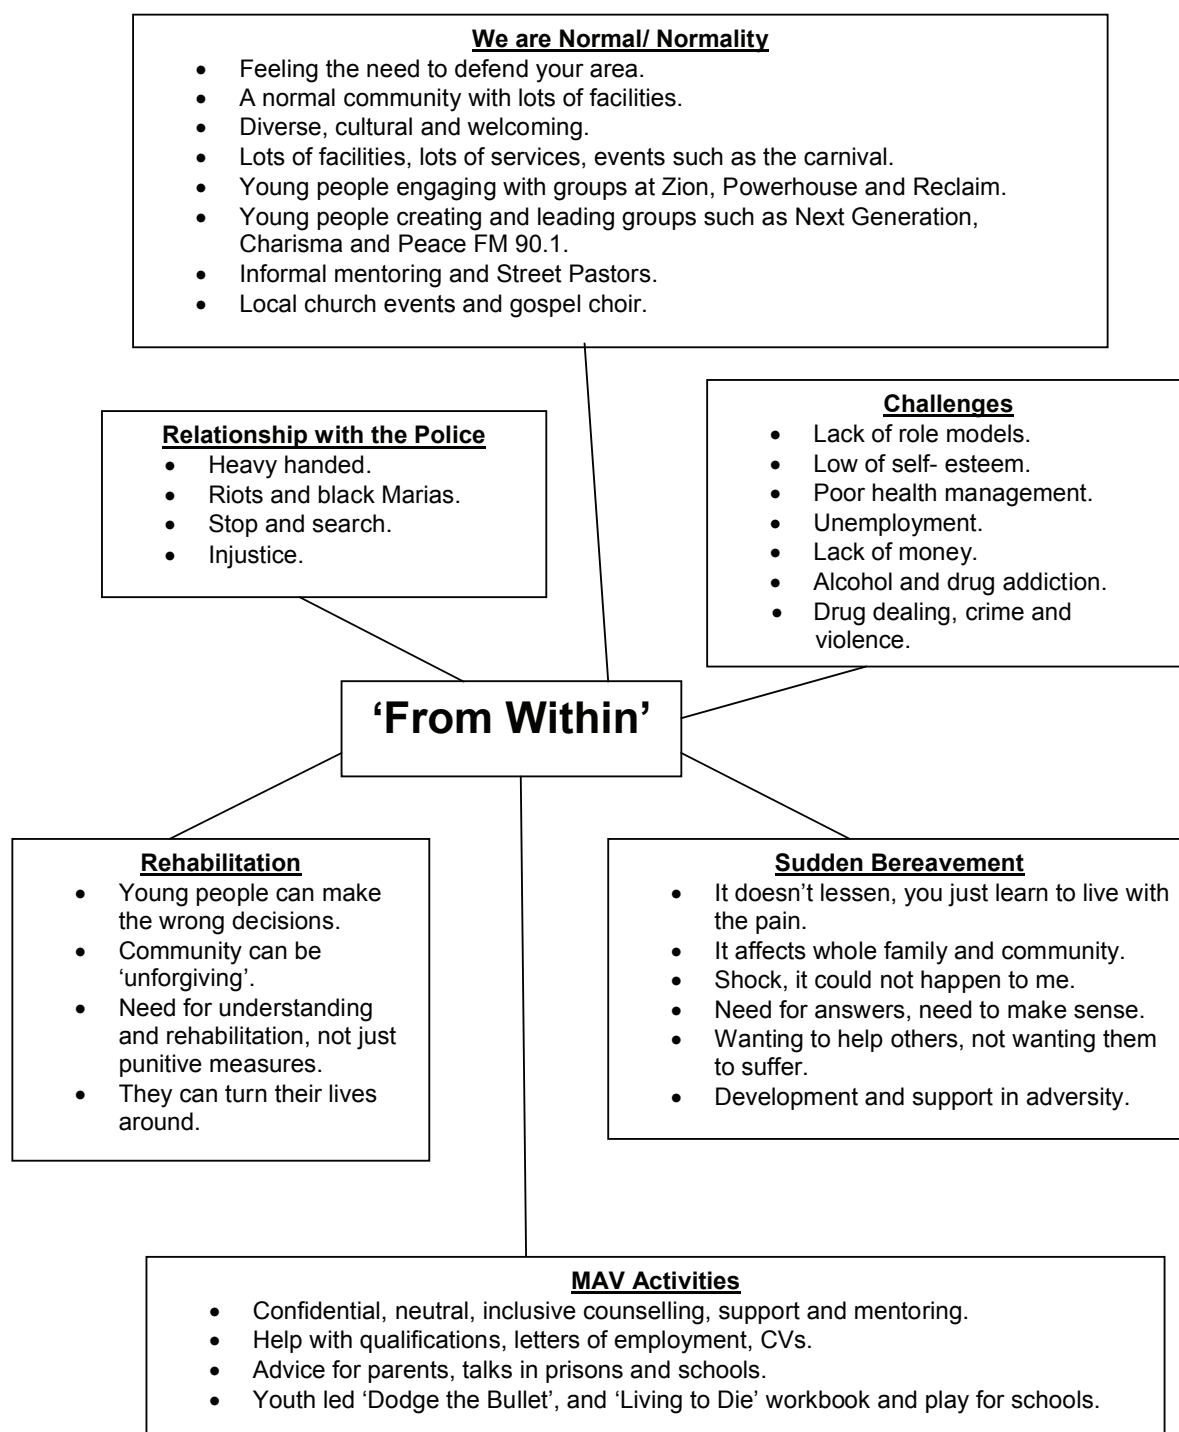 We are Normal/ Normality
• Feeling the need to defend your area.
• A normal community with lots of facilities.
• Diverse, cultural and welcoming.
• Lots of facilities, lots of services, events such as the carnival.
• Young people engaging with groups at Zion, Powerhouse and Reclaim.
• Young people creating and leading groups such as Next Generation,
Charisma and Peace FM 90.1.
• Informal mentoring and Street Pastors.
• Local church events and gospel choir.
Relationship with the Police
• Heavy handed.
• Riots and black Marias.
• Stop and search.
• Injustice.
Challenges
• Lack of role models.
• Low of self- esteem.
• Poor health management.
• Unemployment.
• Lack of money.
• Alcohol and drug addiction.
• Drug dealing, crime and
violence.
‘From Within’
Rehabilitation
• Young people can make
the wrong decisions.
• Community can be
‘unforgiving’.
• Need for understanding
and rehabilitation, not just
punitive measures.
• They can turn their lives
around.
Sudden Bereavement
• It doesn’t lessen, you just learn to live with
the pain.
• It affects whole family and community.
• Shock, it could not happen to me.
• Need for answers, need to make sense.
• Wanting to help others, not wanting them
to suffer.
• Development and support in adversity.
MAV Activities
• Confidential, neutral, inclusive counselling, support and mentoring.
• Help with qualifications, letters of employment, CVs.
• Advice for parents, talks in prisons and schools.
• Youth led ‘Dodge the Bullet’, and ‘Living to Die’ workbook and play for schools.